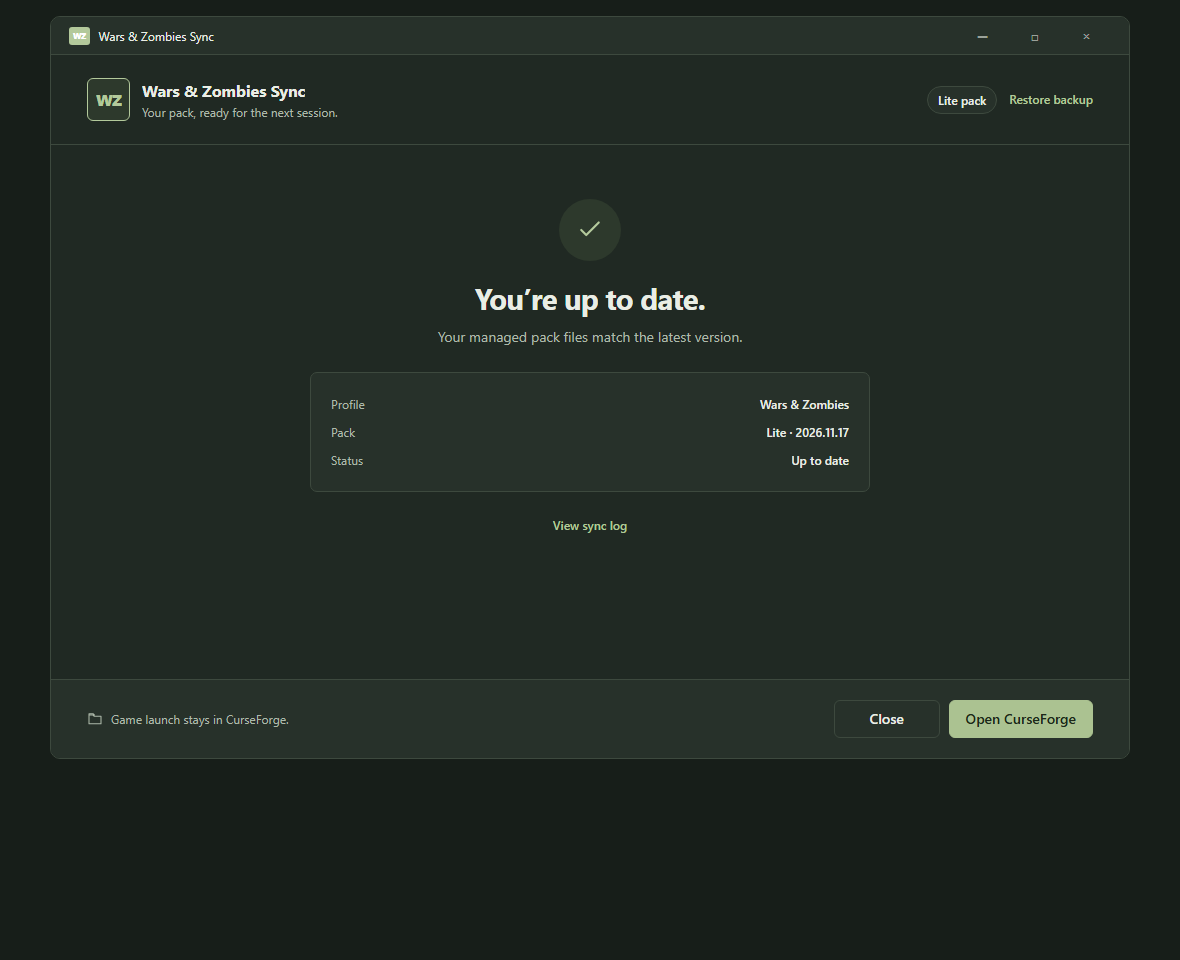 WZ Wars & Zombies Sync
WZ
Wars & Zombies Sync
Your pack, ready for the next session.
Lite pack
Restore backup
You’re up to date.
Your managed pack files match the latest version.
Profile Wars & Zombies
Pack Lite · 2026.11.17
Status Up to date
View sync log
Game launch stays in CurseForge.
Close
Open CurseForge